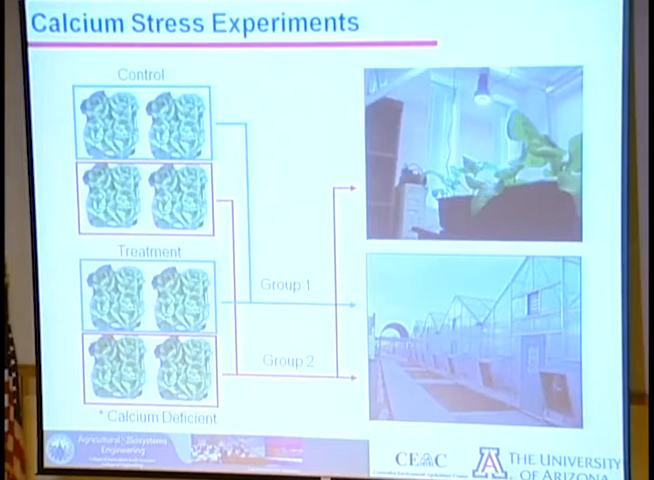 Calcium Stress Experiments
Control
Treatment
Group 1
Group 2
* Calcium Deficient
Agricultural & Biosystems
Engineering
CEAC
THE UNIVERSITY
OF ARIZONA